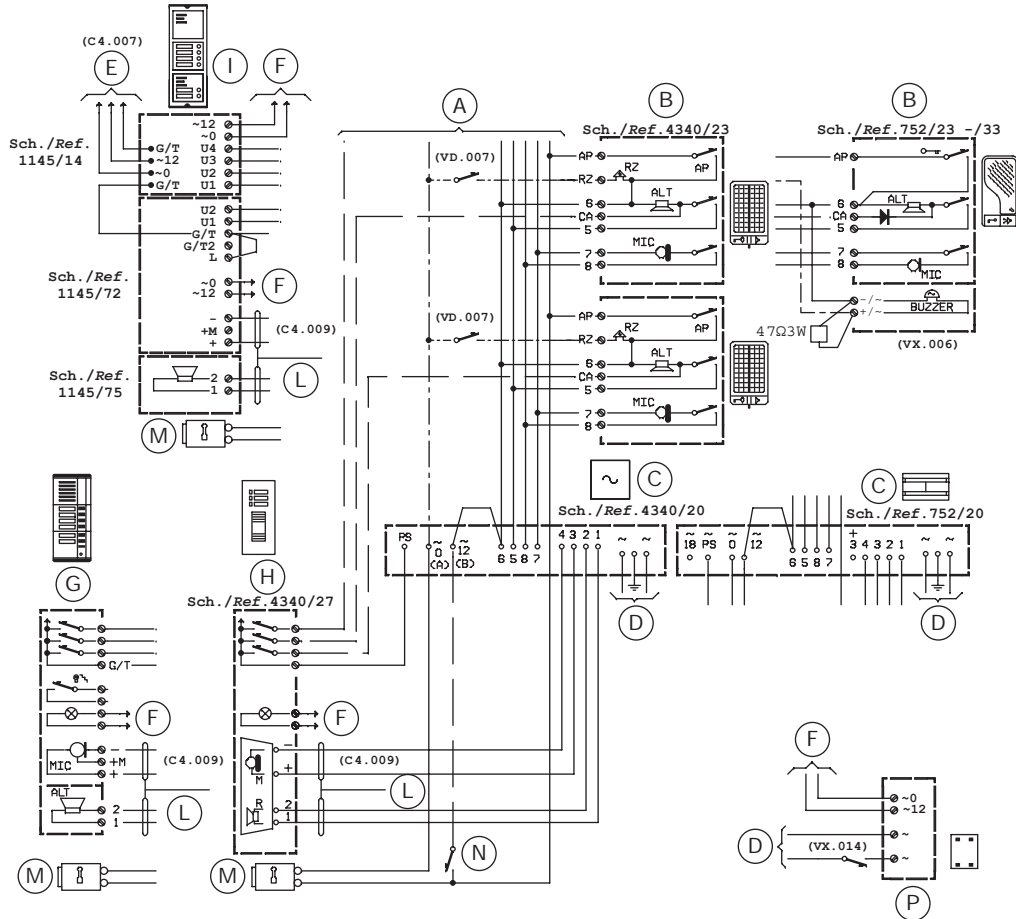 (C4.007)
E
I
F
A
B
B
~12
~0
G/T
U4
~12
U3
~0
U2
G/T
U1
Sch./Ref.
1145/14
U2
U1
G/T
G/T2
L
~0
~12
F
-
+M
+
(C4.009)
Sch./Ref.
1145/72
Sch./Ref.
1145/75
2
1
L
M
Sch./Ref.4340/23
(VD.007)
AP
RZ
RZ
AP
6
ALT
CA
5
MIC
7
8
(VD.007)
AP
RZ
RZ
AP
6
ALT
CA
5
MIC
7
8
Sch./Ref.752/23 -/33
AP
6
ALT
CA
5
7
8
MIC
-/~
+/~
BUZZER
47Ω3W
(VX.006)
~
C
Sch./Ref.4340/20
PS
~
0
(A)
~
12
(B)
6 5 8 7
4 3 2 1
~ ~
D
C
Sch./Ref.752/20
~
18
~
PS
~
0
~
12
6 5 8 7
+
3 4 3 2 1
~ ~
D
G
G/T
F
MIC
-
+M
+
(C4.009)
ALT
2
1
L
M
H
Sch./Ref.4340/27
F
-
M
+
(C4.009)
R
2
1
L
M
N
F
~0
~12
D
~
(VX.014)
~
P